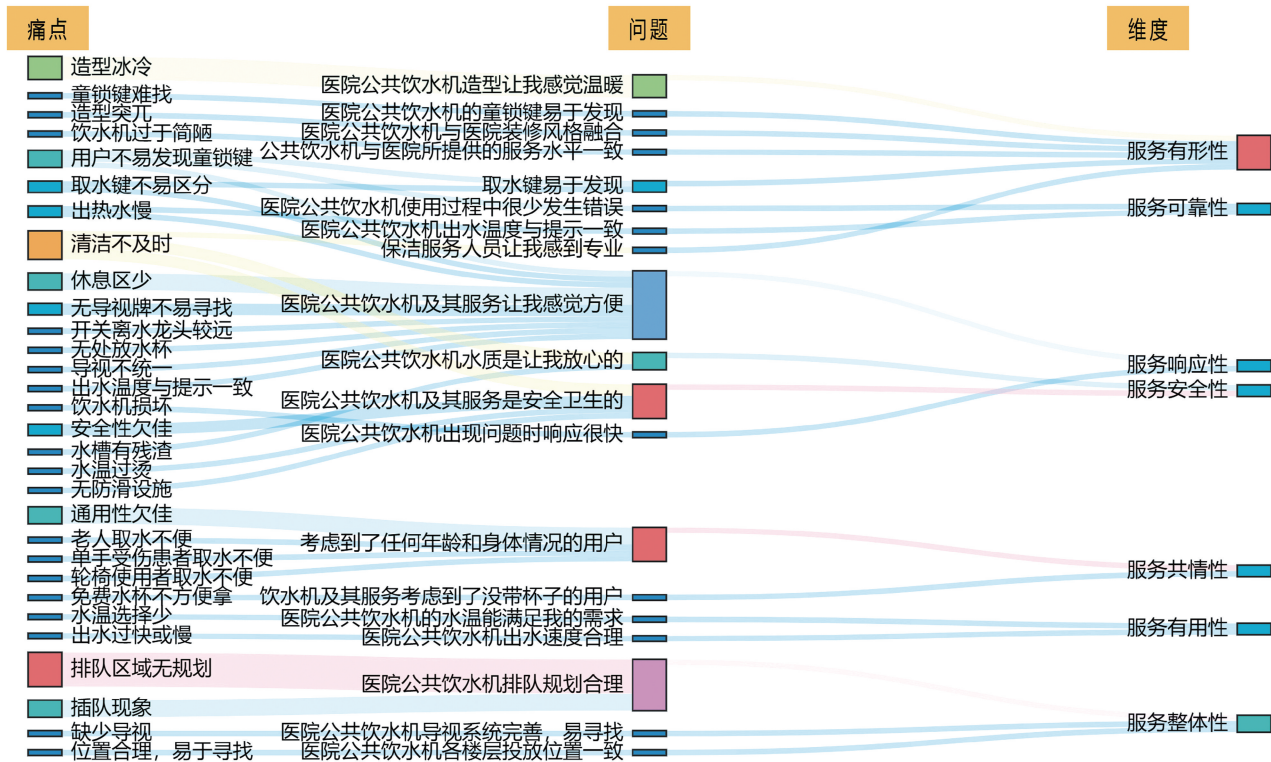 痛点
问题
维度
造型冰冷
童锁键难找
造型突兀
饮水机过于简陋
用户不易发现童锁键
取水键不易区分
出热水慢
清洁不及时
休息区少
无导视牌不易寻找
开关离水龙头较远
无处放水杯
导视不统一
出水温度与提示一致
饮水机损坏
安全性欠佳
水槽有残渣
水温过烫
无防滑设施
通用性欠佳
老人取水不便
单手受伤患者取水不便
轮椅使用者取水不便
免费水杯不方便拿
水温选择少
出水过快或慢
排队区域无规划
插队现象
缺少导视
位置合理，易于寻找
医院公共饮水机造型让我感觉温暖
医院公共饮水机的童锁键易于发现
医院公共饮水机与医院装修风格融合
公共饮水机与医院所提供的服务水平一致
取水键易于发现
医院公共饮水机使用过程中很少发生错误
医院公共饮水机出水温度与提示一致
保洁服务人员让我感到专业
医院公共饮水机及其服务让我感觉方便
医院公共饮水机水质是让我放心的
医院公共饮水机及其服务是安全卫生的
医院公共饮水机出现问题时响应很快
考虑到了任何年龄和身体情况的用户
饮水机及其服务考虑到了没带杯子的用户
医院公共饮水机的水温能满足我的需求
医院公共饮水机出水速度合理
医院公共饮水机排队规划合理
医院公共饮水机导视系统完善，易寻找
医院公共饮水机各楼层投放位置一致
服务有形性
服务可靠性
服务响应性
服务安全性
服务共情性
服务有用性
服务整体性